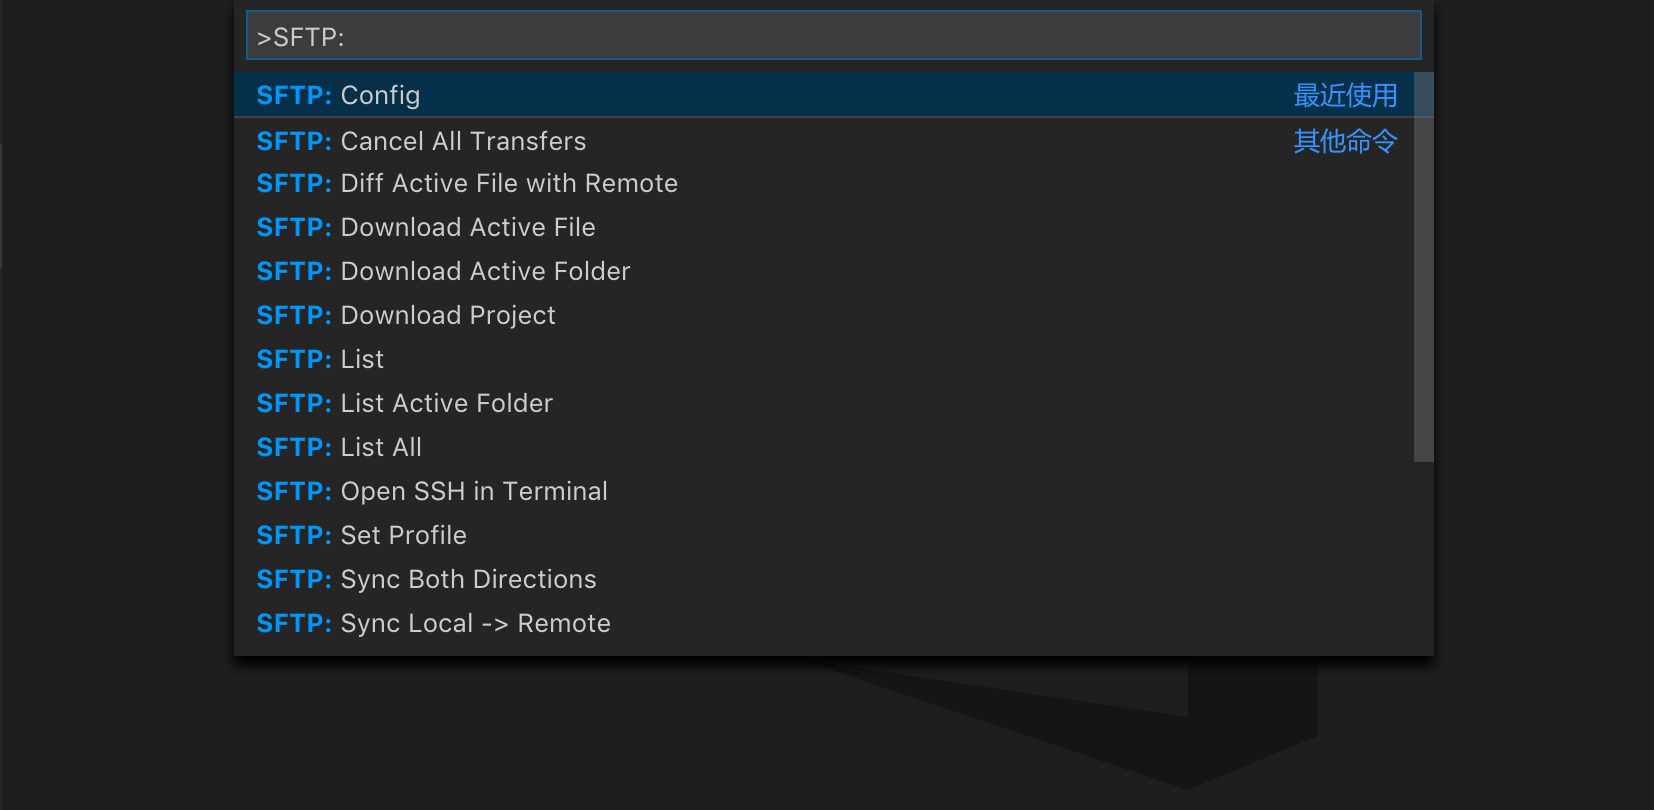 >SFTP:
SFTP: Config 最近使用
SFTP: Cancel All Transfers 其他命令
SFTP: Diff Active File with Remote
SFTP: Download Active File
SFTP: Download Active Folder
SFTP: Download Project
SFTP: List
SFTP: List Active Folder
SFTP: List All
SFTP: Open SSH in Terminal
SFTP: Set Profile
SFTP: Sync Both Directions
SFTP: Sync Local -> Remote